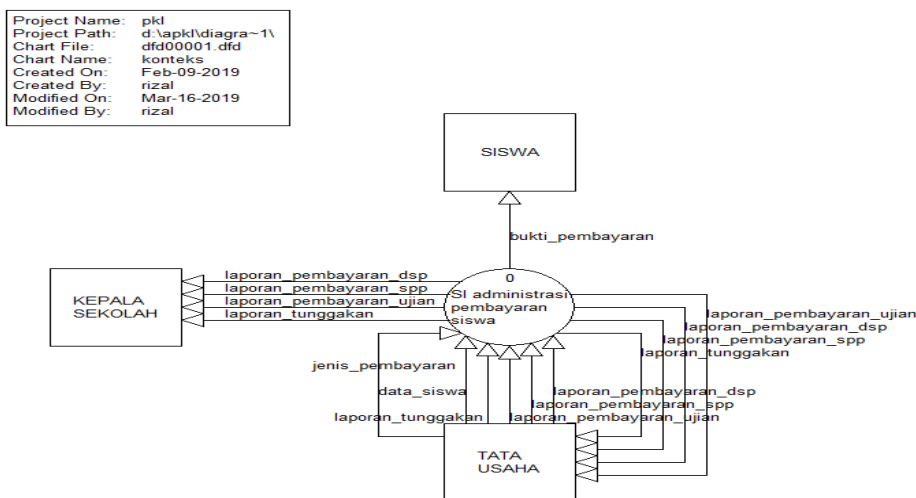 Project Name: pkl
Project Path: d:\apkl\diagra~1\
Chart File: dfd00001.dfd
Chart Name: konteks
Created On: Feb-09-2019
Created By: rizal
Modified On: Mar-16-2019
Modified By: rizal
SISWA
bukti_pembayaran
0
SI administrasi
pembayaran
siswa
laporan_pembayaran_dsp
laporan_pembayaran_spp
laporan_pembayaran_ujian
laporan_tunggakan
KEPALA
SEKOLAH
laporan_pembayaran_ujian
laporan_pembayaran_dsp
laporan_pembayaran_spp
laporan_tunggakan
jenis_pembayaran
data_siswa
laporan_tunggakan
laporan_pembayaran_dsp
laporan_pembayaran_spp
laporan_pembayaran_ujian
TATA
USAHA